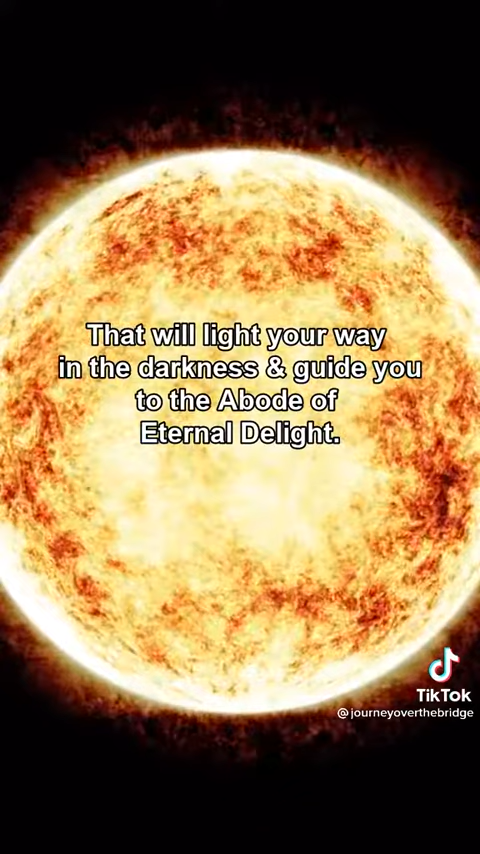 That will light your way
in the darkness & guide you
to the Abode of
Eternal Delight.
TikTok
@journeyoverthebridge